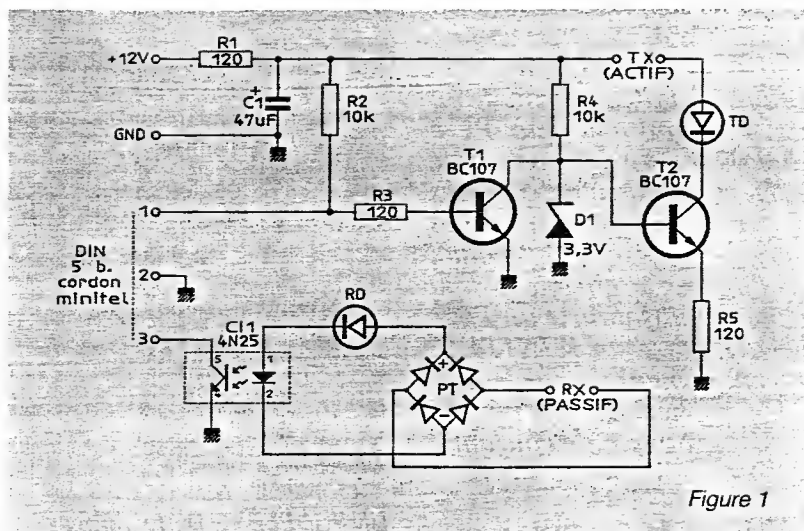 +12V
R1
120
+
C1
47uF
GND
R2
10k
R4
10k
TX
(ACTIF)
TD
T1
BC107
T2
BC107
1
R3
120
D1
3,3V
DIN
5 b.
cordon
minitel
2
3
CI1
4N25
5
4
1
2
RD
+
PT
−
RX
(PASSIF)
R5
120
Figure 1